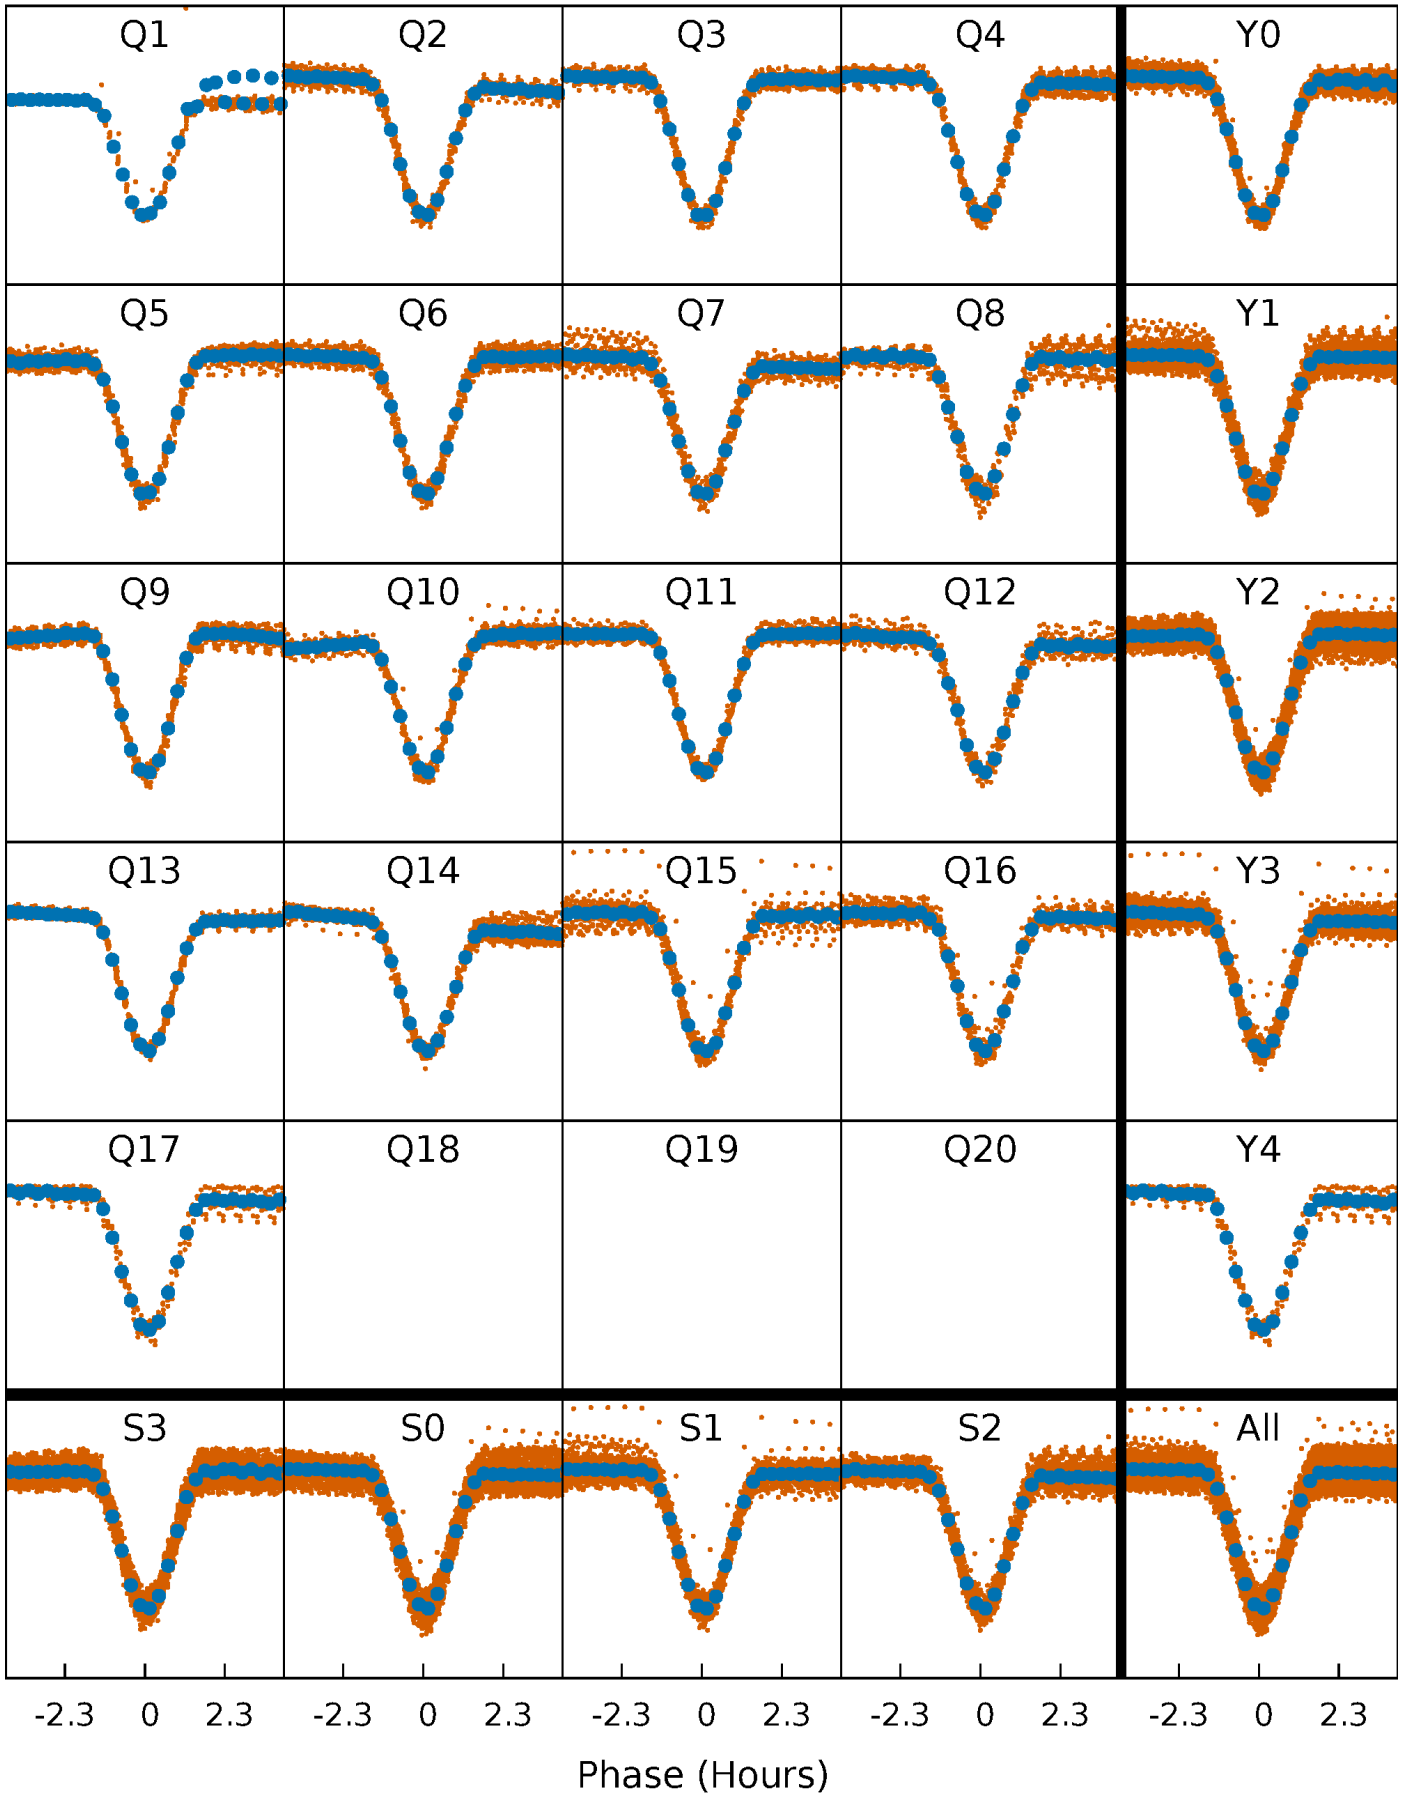 Q1 Q2 Q3 Q4 Y0
Q5 Q6 Q7 Q8 Y1
Q9 Q10 Q11 Q12 Y2
Q13 Q14 Q15 Q16 Y3
Q17 Q18 Q19 Q20 Y4
S3 S0 S1 S2 All
-2.3 0 2.3 -2.3 0 2.3 -2.3 0 2.3 -2.3 0 2.3 -2.3 0 2.3
Phase (Hours)